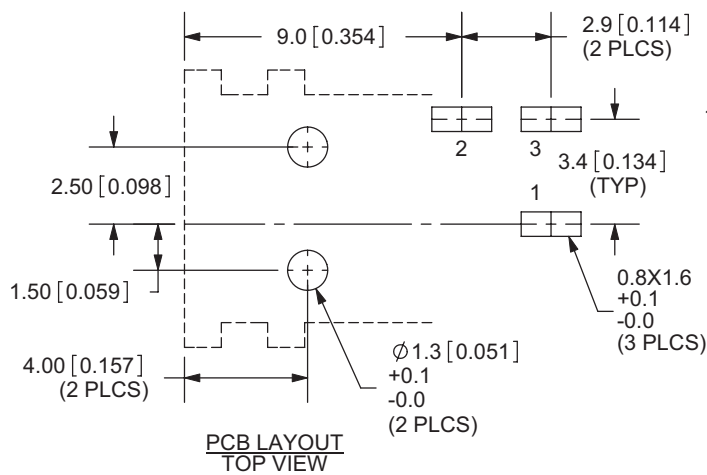 9.0 [0.354]
2.9 [0.114]
(2 PLCS)
2
3
3.4 [0.134]
(TYP)
2.50 [0.098]
1
1.50 [0.059]
0.8X1.6
+0.1
-0.0
(3 PLCS)
4.00 [0.157]
(2 PLCS)
∅1.3 [0.051]
+0.1
-0.0
(2 PLCS)
PCB LAYOUT
TOP VIEW